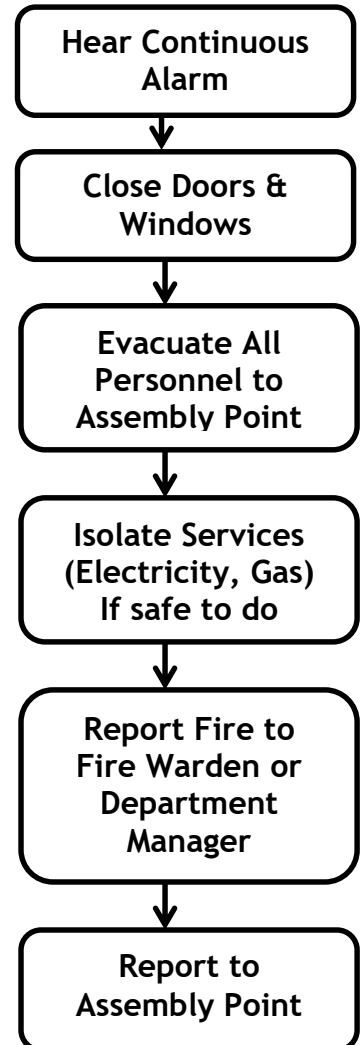 Hear Continuous
Alarm
Close Doors &
Windows
Evacuate All
Personnel to
Assembly Point
Isolate Services
(Electricity, Gas)
If safe to do
Report Fire to
Fire Warden or
Department
Manager
Report to
Assembly Point